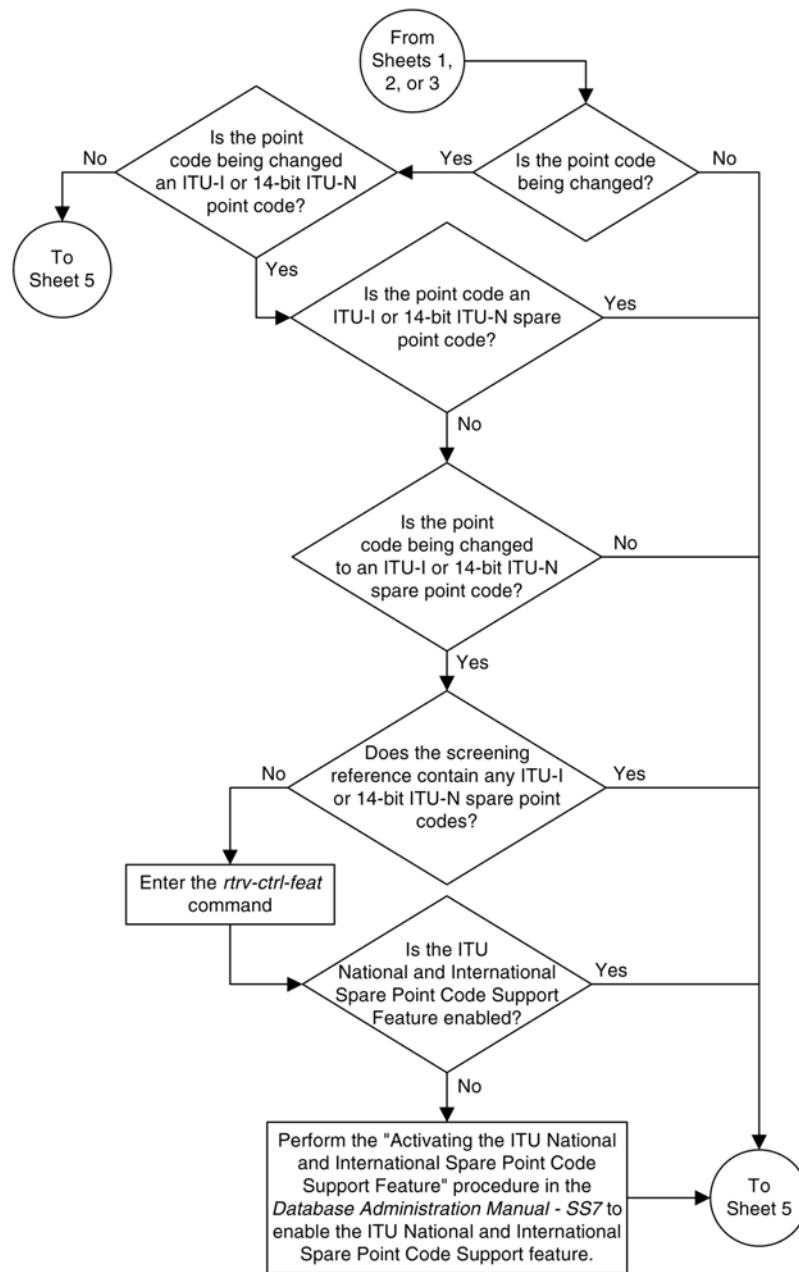 From
Sheets 1,
2, or 3
Is the point code
being changed?
Yes
No
Is the point
code being changed
an ITU-I or 14-bit ITU-N
point code?
No
To
Sheet 5
Yes
Is the point code an
ITU-I or 14-bit ITU-N spare
point code?
Yes
No
Is the point
code being changed
to an ITU-I or 14-bit ITU-N
spare point code?
No
Yes
Does the screening
reference contain any ITU-I
or 14-bit ITU-N spare point
codes?
No
Yes
Enter the rtrv-ctrl-feat
command
Is the ITU
National and International
Spare Point Code Support
Feature enabled?
Yes
No
Perform the "Activating the ITU National
and International Spare Point Code
Support Feature" procedure in the
Database Administration Manual - SS7 to
enable the ITU National and International
Spare Point Code Support feature.
To
Sheet 5